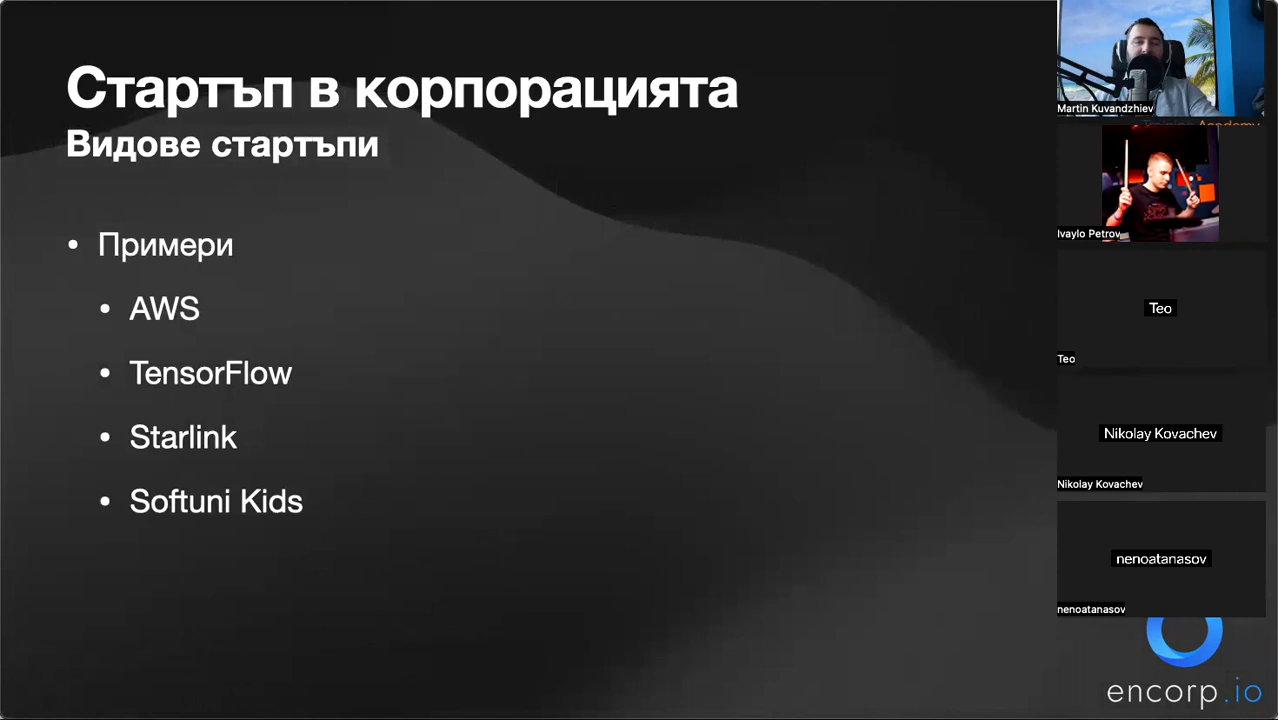 Стартъп в корпорацията
Видове стартъпи
• Примери
• AWS
• TensorFlow
• Starlink
• Softuni Kids
Martin Kuvandzhiev
Academy
Ivaylo Petrov
Teo
Teo
Nikolay Kovachev
Nikolay Kovachev
nenoatanasov
nenoatanasov
encorp.io